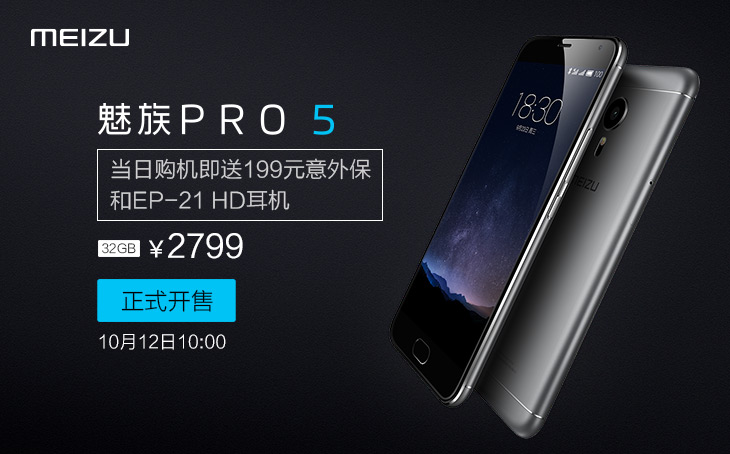 MEIZU
魅族PRO 5
当日购机即送199元意外保
和EP-21 HD耳机
32GB ¥2799
正式开售
10月12日10:00
100
18:30
MEIZU